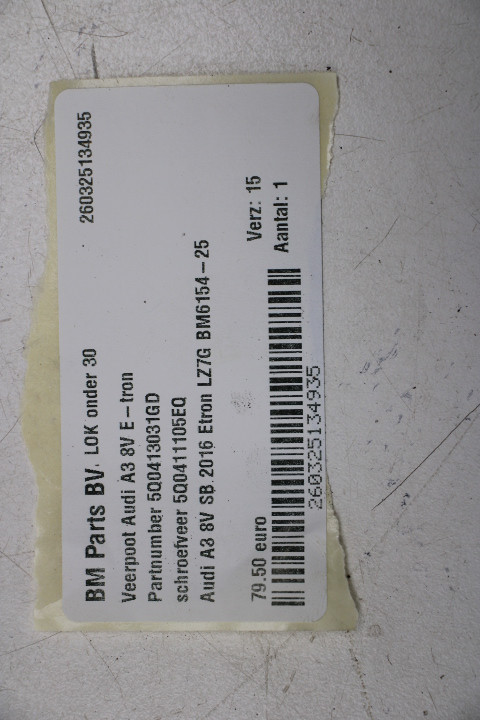 BM Parts BV. LOK onder 30 260325134935
Veerpoot Audi A3 8V E-tron
Partnumber 5Q0413031GD
schroefveer 5Q0411105EQ
Audi A3 8V SB 2016 Etron LZ7G BM6154-25
79.50 euro Verz: 15
Aantal: 1
260325134935